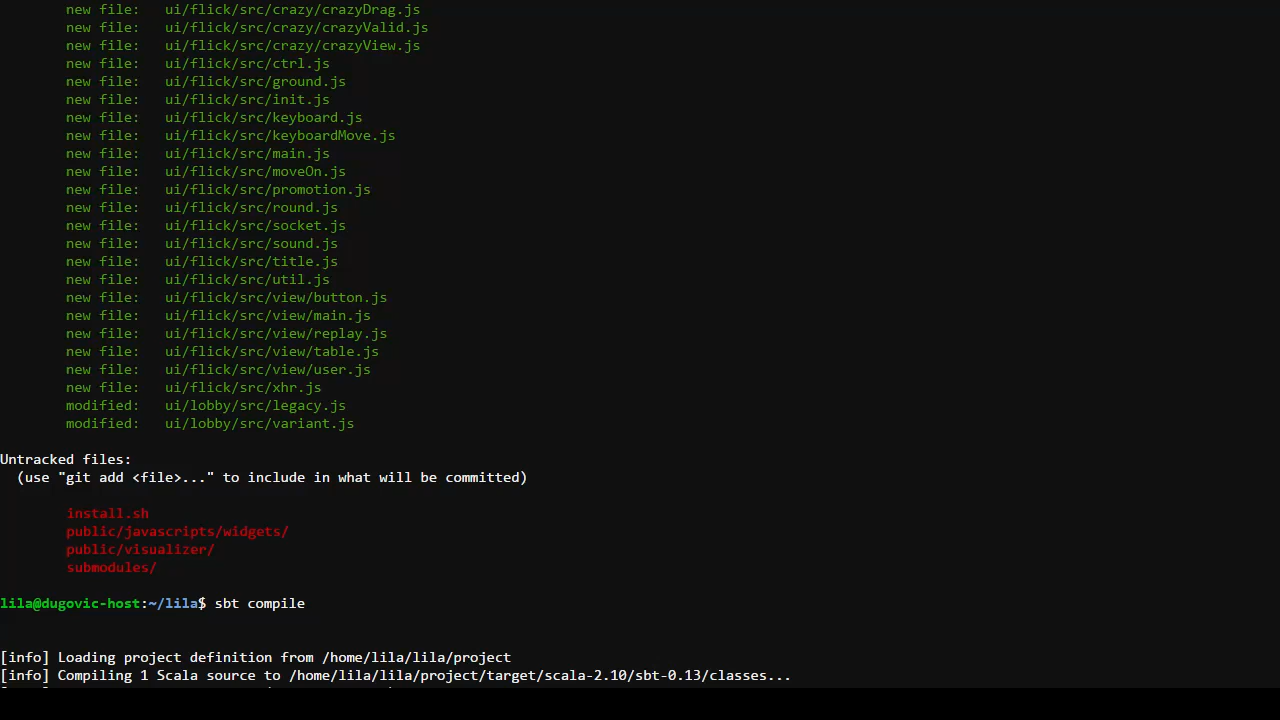 new file:   ui/flick/src/crazy/crazyDrag.js
new file:   ui/flick/src/crazy/crazyValid.js
new file:   ui/flick/src/crazy/crazyView.js
new file:   ui/flick/src/ctrl.js
new file:   ui/flick/src/ground.js
new file:   ui/flick/src/init.js
new file:   ui/flick/src/keyboard.js
new file:   ui/flick/src/keyboardMove.js
new file:   ui/flick/src/main.js
new file:   ui/flick/src/moveOn.js
new file:   ui/flick/src/promotion.js
new file:   ui/flick/src/round.js
new file:   ui/flick/src/socket.js
new file:   ui/flick/src/sound.js
new file:   ui/flick/src/title.js
new file:   ui/flick/src/util.js
new file:   ui/flick/src/view/button.js
new file:   ui/flick/src/view/main.js
new file:   ui/flick/src/view/replay.js
new file:   ui/flick/src/view/table.js
new file:   ui/flick/src/view/user.js
new file:   ui/flick/src/xhr.js
modified:   ui/lobby/src/legacy.js
modified:   ui/lobby/src/variant.js
Untracked files:
(use "git add <file>..." to include in what will be committed)
install.sh
public/javascripts/widgets/
public/visualizer/
submodules/
lila@dugovic-host:~/lila$ sbt compile
[info] Loading project definition from /home/lila/lila/project
[info] Compiling 1 Scala source to /home/lila/lila/project/target/scala-2.10/sbt-0.13/classes...